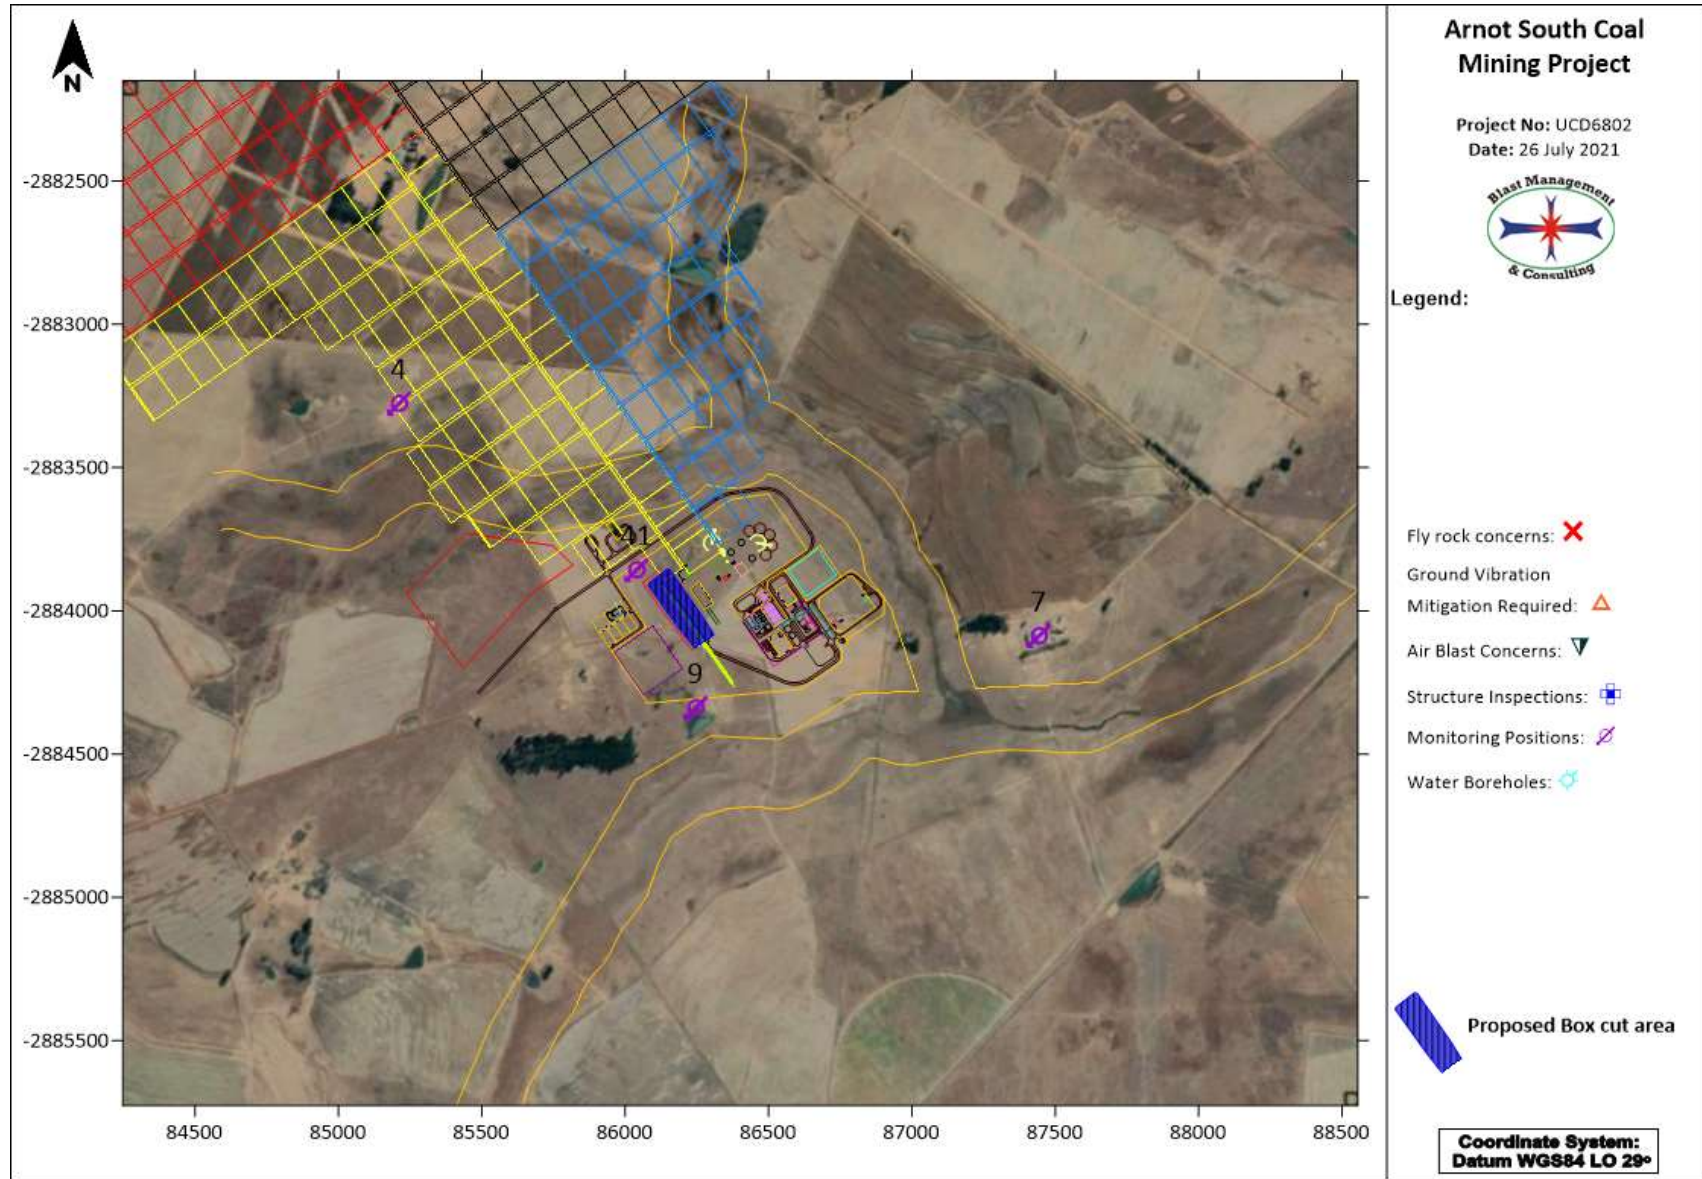 N
Arnot South Coal
Mining Project
Project No: UCD6802
Date: 26 July 2021
Blast Management
& Consulting
Legend:
Fly rock concerns:
Ground Vibration
Mitigation Required:
Air Blast Concerns:
Structure Inspections:
Monitoring Positions:
Water Boreholes:
Proposed Box cut area
Coordinate System:
Datum WGS84 LO 29°
-2882500
-2883000
-2883500
-2884000
-2884500
-2885000
-2885500
84500
85000
85500
86000
86500
87000
87500
88000
88500
4
7
9